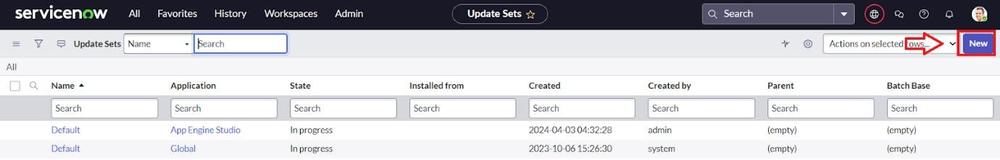 servicenow All Favorites History Workspaces Admin Update Sets Search
Update Sets Name Search Actions on selected rows... New
All
Name Application State Installed from Created Created by Parent Batch Base
Search Search Search Search Search Search Search Search
Default App Engine Studio In progress 2024-04-03 04:32:28 admin (empty) (empty)
Default Global In progress 2023-10-06 15:26:30 system (empty) (empty)